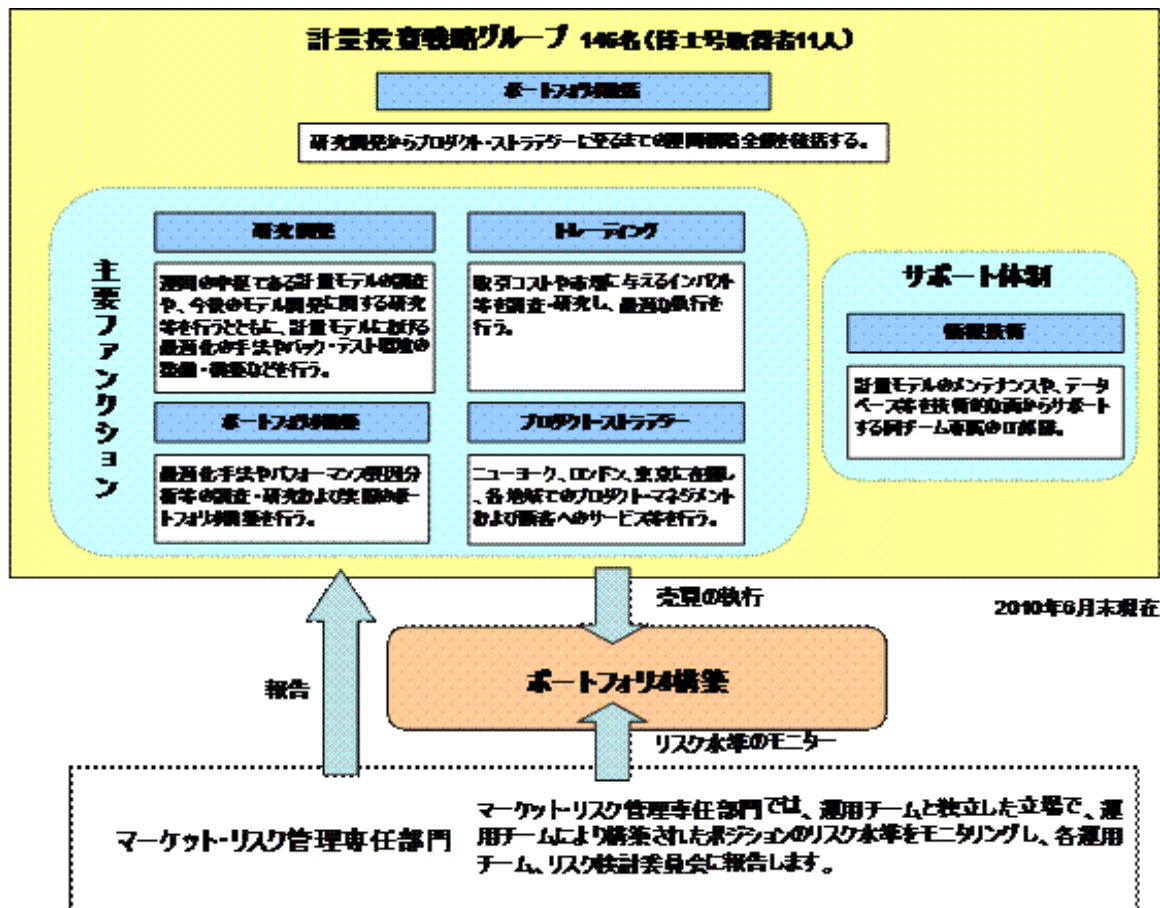 計量投資戦略グループ 146名(博士号取得者11人)
ポートフォリオ
研究開発からプロダクト・ストラテジーに至るまでの運用部全般を統括する。
主要ファンクション
研究調査
運用の中枢である計量モデルの調査
や、今後のモデル開発に関する研究
等を行うとともに、計量モデルにおける
最適化の手法やバック・テスト環境の
整備・構築などを行う。
トレーディング
取引コストや市場に与えるインパクト
等を調査・研究し、最適な執行を
行う。
ポートフォリオ構築
最適化手法やパフォーマンス要因分
析等の調査・研究および実際のポー
トフォリオ構築を行う。
プロダクト・ストラテジー
ニューヨーク、ロンドン、東京に在籍し、
各地域でのプロダクト・マネジメント
および顧客へのサービス等を行う。
サポート体制
情報技術
計量モデルのメンテナンスや、データ
ベース等を技術的な面からサポート
する同チーム専属のIT部隊。
売買の執行
2010年6月末現在
ポートフォリオ構築
報告
リスク水準のモニター
マーケット・リスク管理専任部門
マーケット・リスク管理専任部門では、運用チームと独立した立場で、運
用チームにより構築されたポジションのリスク水準をモニタリングし、各運用
チーム、リスク検討委員会に報告します。